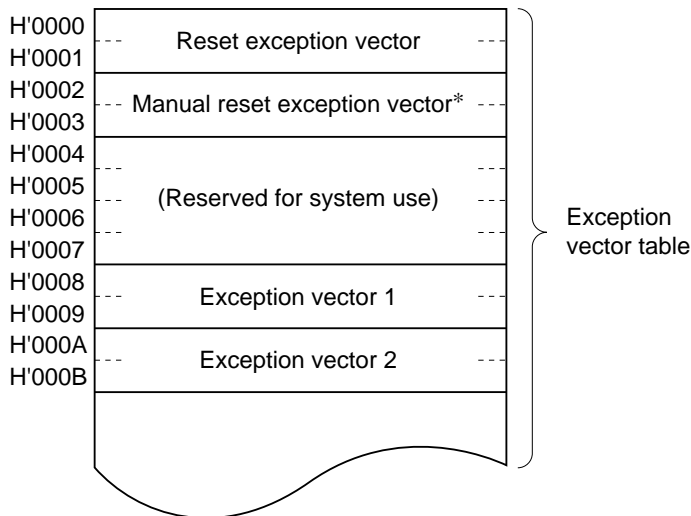 H'0000
Reset exception vector
H'0001
H'0002
Manual reset exception vector*
H'0003
H'0004
H'0005
(Reserved for system use)
H'0006
H'0007
Exception
vector table
H'0008
Exception vector 1
H'0009
H'000A
Exception vector 2
H'000B